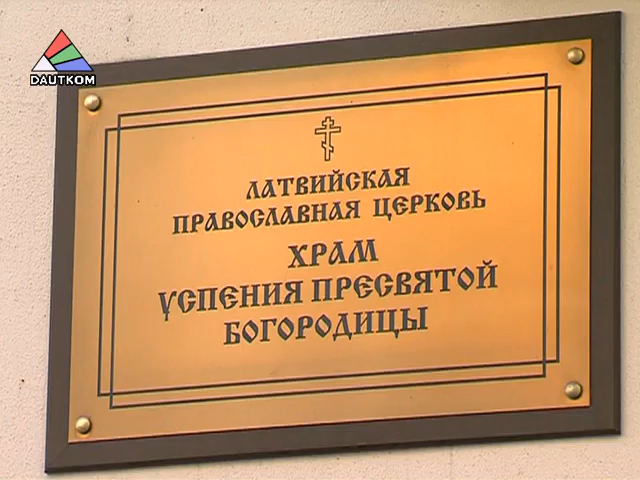 DAUTKOM
ЛАТВИЙСКАЯ
ПРАВОСЛАВНАЯ ЦЕРКОВЬ
ХРАМ
УСПЕНИЯ ПРЕСВЯТОЙ
БОГОРОДИЦЫ